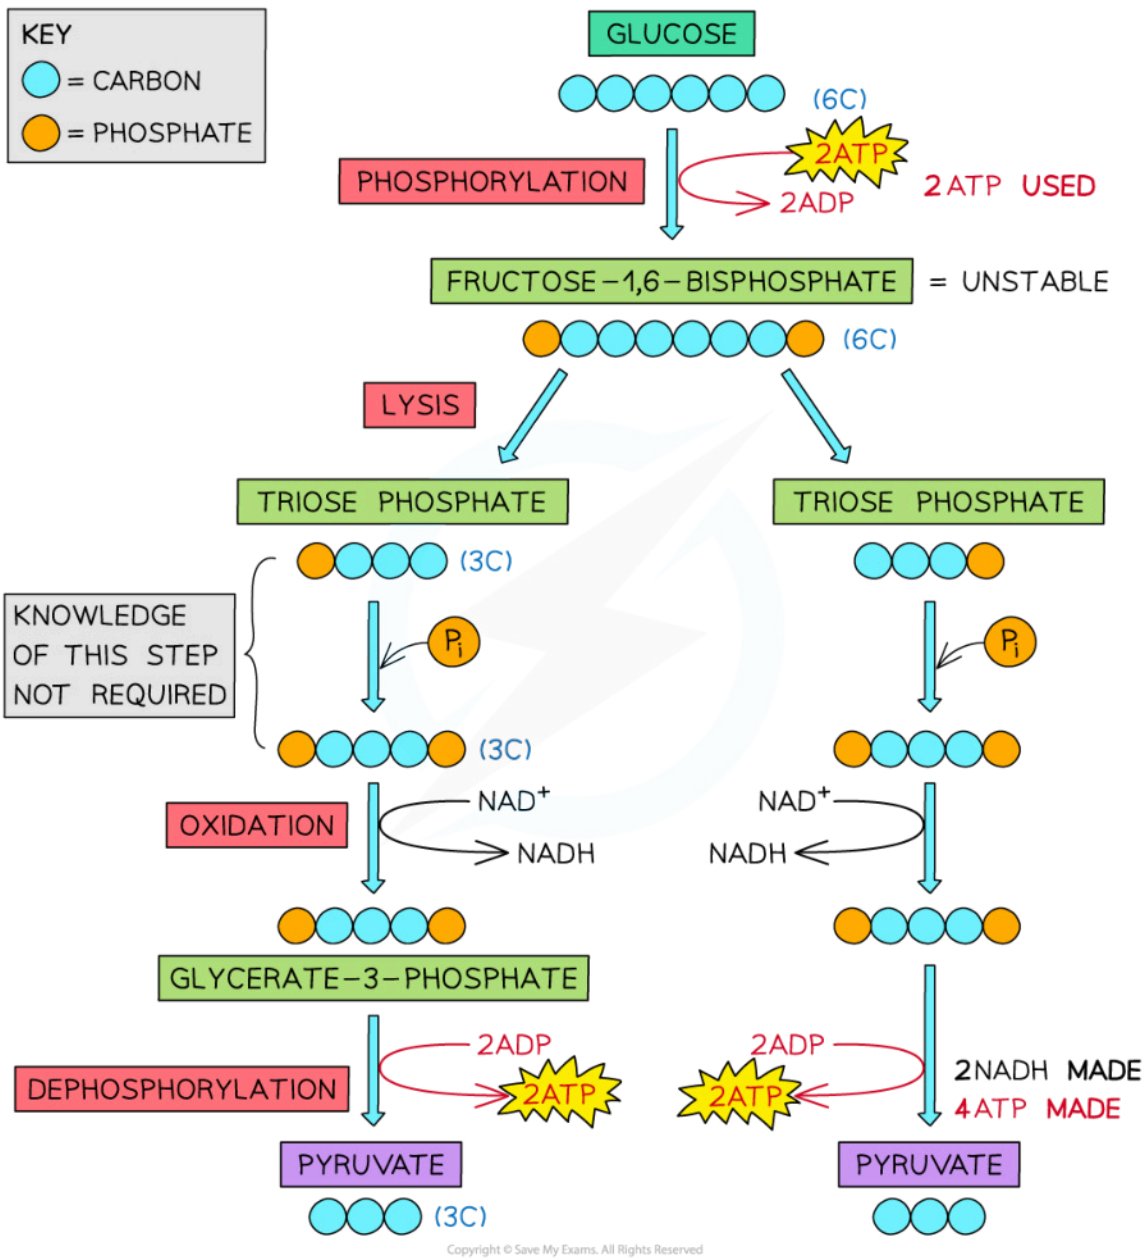 KEY
= CARBON
= PHOSPHATE
GLUCOSE
(6C)
PHOSPHORYLATION
2ATP
2ADP
2 ATP USED
FRUCTOSE-1,6-BISPHOSPHATE = UNSTABLE
(6C)
LYSIS
TRIOSE PHOSPHATE
TRIOSE PHOSPHATE
(3C)
KNOWLEDGE
OF THIS STEP
NOT REQUIRED
Pi
Pi
(3C)
OXIDATION
NAD+
NADH
NAD+
NADH
GLYCERATE-3-PHOSPHATE
DEPHOSPHORYLATION
2ADP
2ATP
2ADP
2ATP
2NADH MADE
4ATP MADE
PYRUVATE
PYRUVATE
(3C)
Copyright © Save My Exams. All Rights Reserved